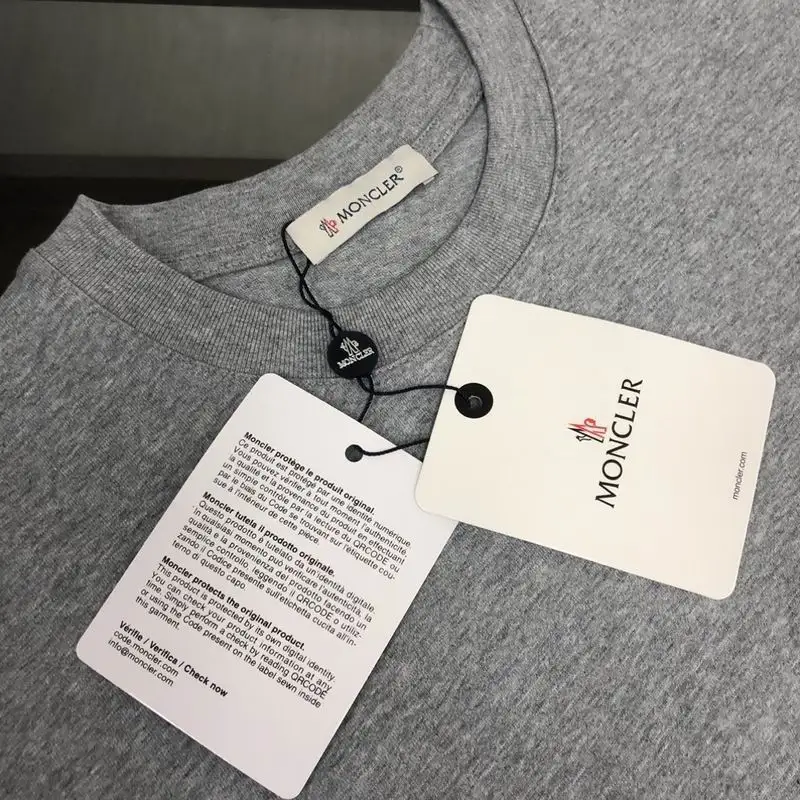 MONCLER®
MONCLER
MONCLER
moncler.com
Moncler protège le produit original.
Ce produit est protégé par une identité numérique.
Vous pouvez vérifier à tout moment l'authenticité,
la qualité et la provenance du produit en effectuant
un simple contrôle par la lecture du QRCODE ou
par le biais du Code se trouvant sur l'étiquette cou-
sue à l'intérieur de cette pièce.
Moncler tutela il prodotto originale.
Questo prodotto è tutelato da un'identità digitale.
In qualsiasi momento può verificare l'autenticità, la
qualità e la provenienza del prodotto facendo un
semplice controllo, leggendo il QRCODE o utiliz-
zando il Codice presente sull'etichetta cucita all'in-
terno di questo capo.
Moncler protects the original product.
This product is protected by its own digital identity.
You can check your product information at any
time. Simply perform a check by reading QRCODE
or using the Code present on the label sewn inside
this garment.
Vérifie / Verifica / Check now
code.moncler.com
info@moncler.com